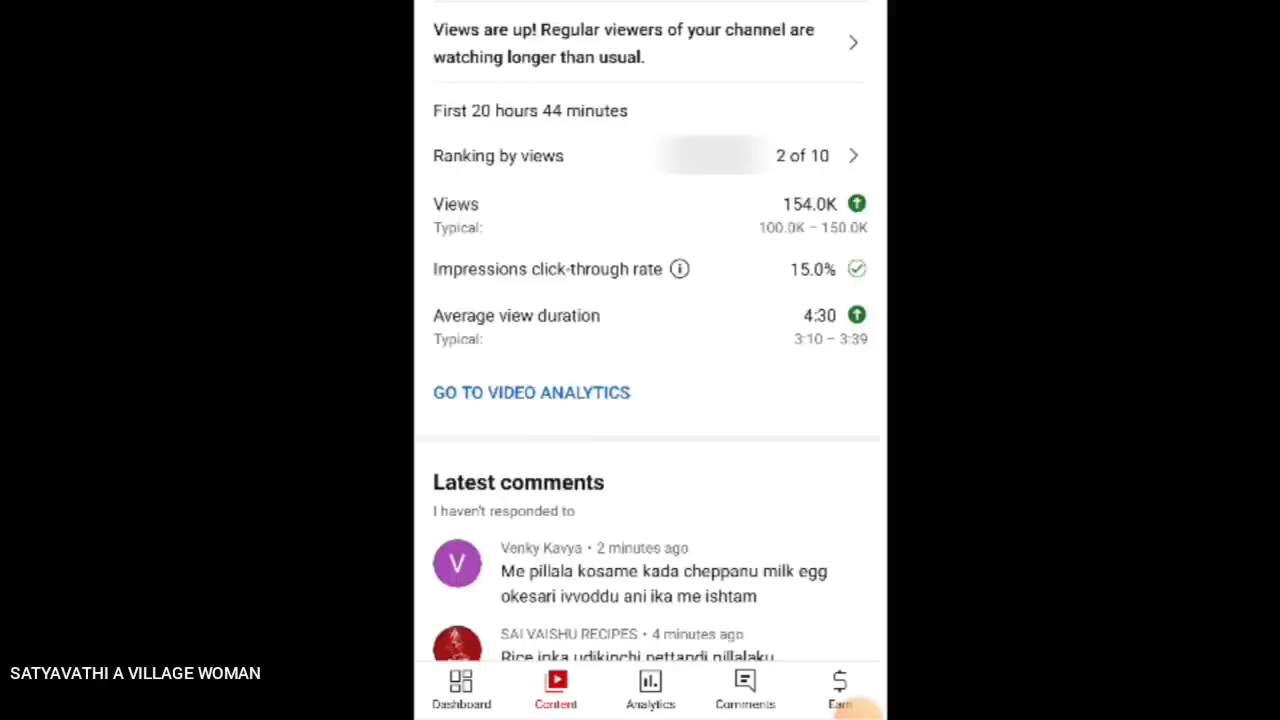 Views are up! Regular viewers of your channel are
watching longer than usual.
First 20 hours 44 minutes
Ranking by views 2 of 10
Views 154.0K
Typical: 100.0K – 150.0K
Impressions click-through rate 15.0%
Average view duration 4:30
Typical: 3:10 – 3:39
GO TO VIDEO ANALYTICS
Latest comments
I haven't responded to
V
Venky Kavya • 2 minutes ago
Me pillala kosame kada cheppanu milk egg
okesari ivvoddu ani ika me ishtam
SAI VAISHU RECIPES • 4 minutes ago
Rice inka udikinchi pettandi pillalaku
SATYAVATHI A VILLAGE WOMAN
Dashboard Content Analytics Comments Earn